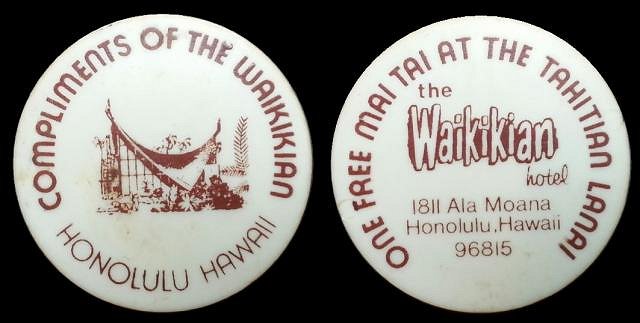 COMPLIMENTS OF THE WAIKIKIAN
HONOLULU HAWAII
ONE FREE MAI TAI AT THE TAHITIAN LANAI
the
Waikikian
hotel
1811 Ala Moana
Honolulu, Hawaii
96815